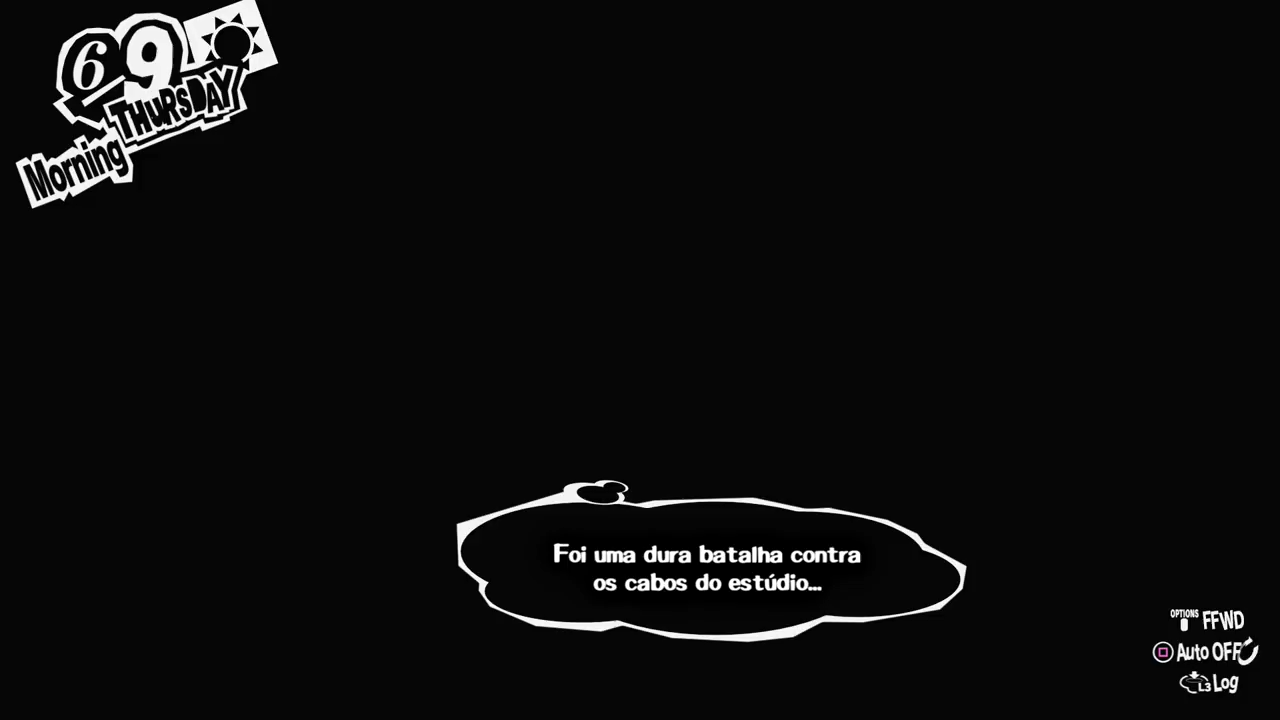 6 9
THURSDAY
Morning
Foi uma dura batalha contra
os cabos do estúdio...
OPTIONS FFWD
Auto OFF
L3 Log